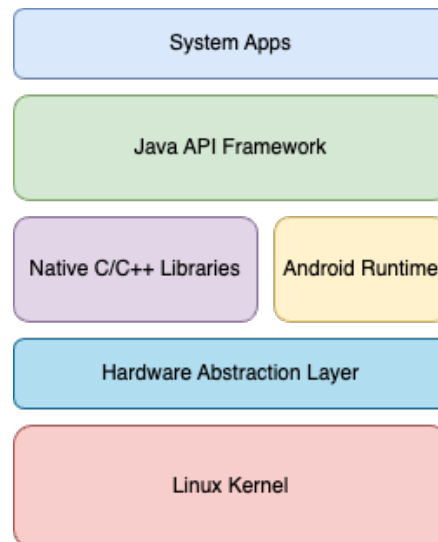 System Apps
Java API Framework
Native C/C++ Libraries
Android Runtime
Hardware Abstraction Layer
Linux Kernel